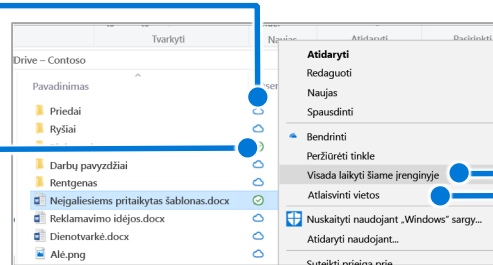 Tvarkyti
Naujas
Atidaryti
Pasirinkti
Drive – Contoso
Pavadinimas
Priedai
Ryšiai
Darbų pavyzdžiai
Rentgenas
Neįgaliesiems pritaikytas šablonas.docx
Reklamavimo idėjos.docx
Dienotvarkė.docx
Alė.png
Atidaryti
Redaguoti
Naujas
Spausdinti
Bendrinti
Peržiūrėti tinkle
Visada laikyti šiame įrenginyje
Atlaisvinti vietos
Nuskaityti naudojant „Windows“ sargy...
Atidaryti naudojant...
Suteikti prieigą prie